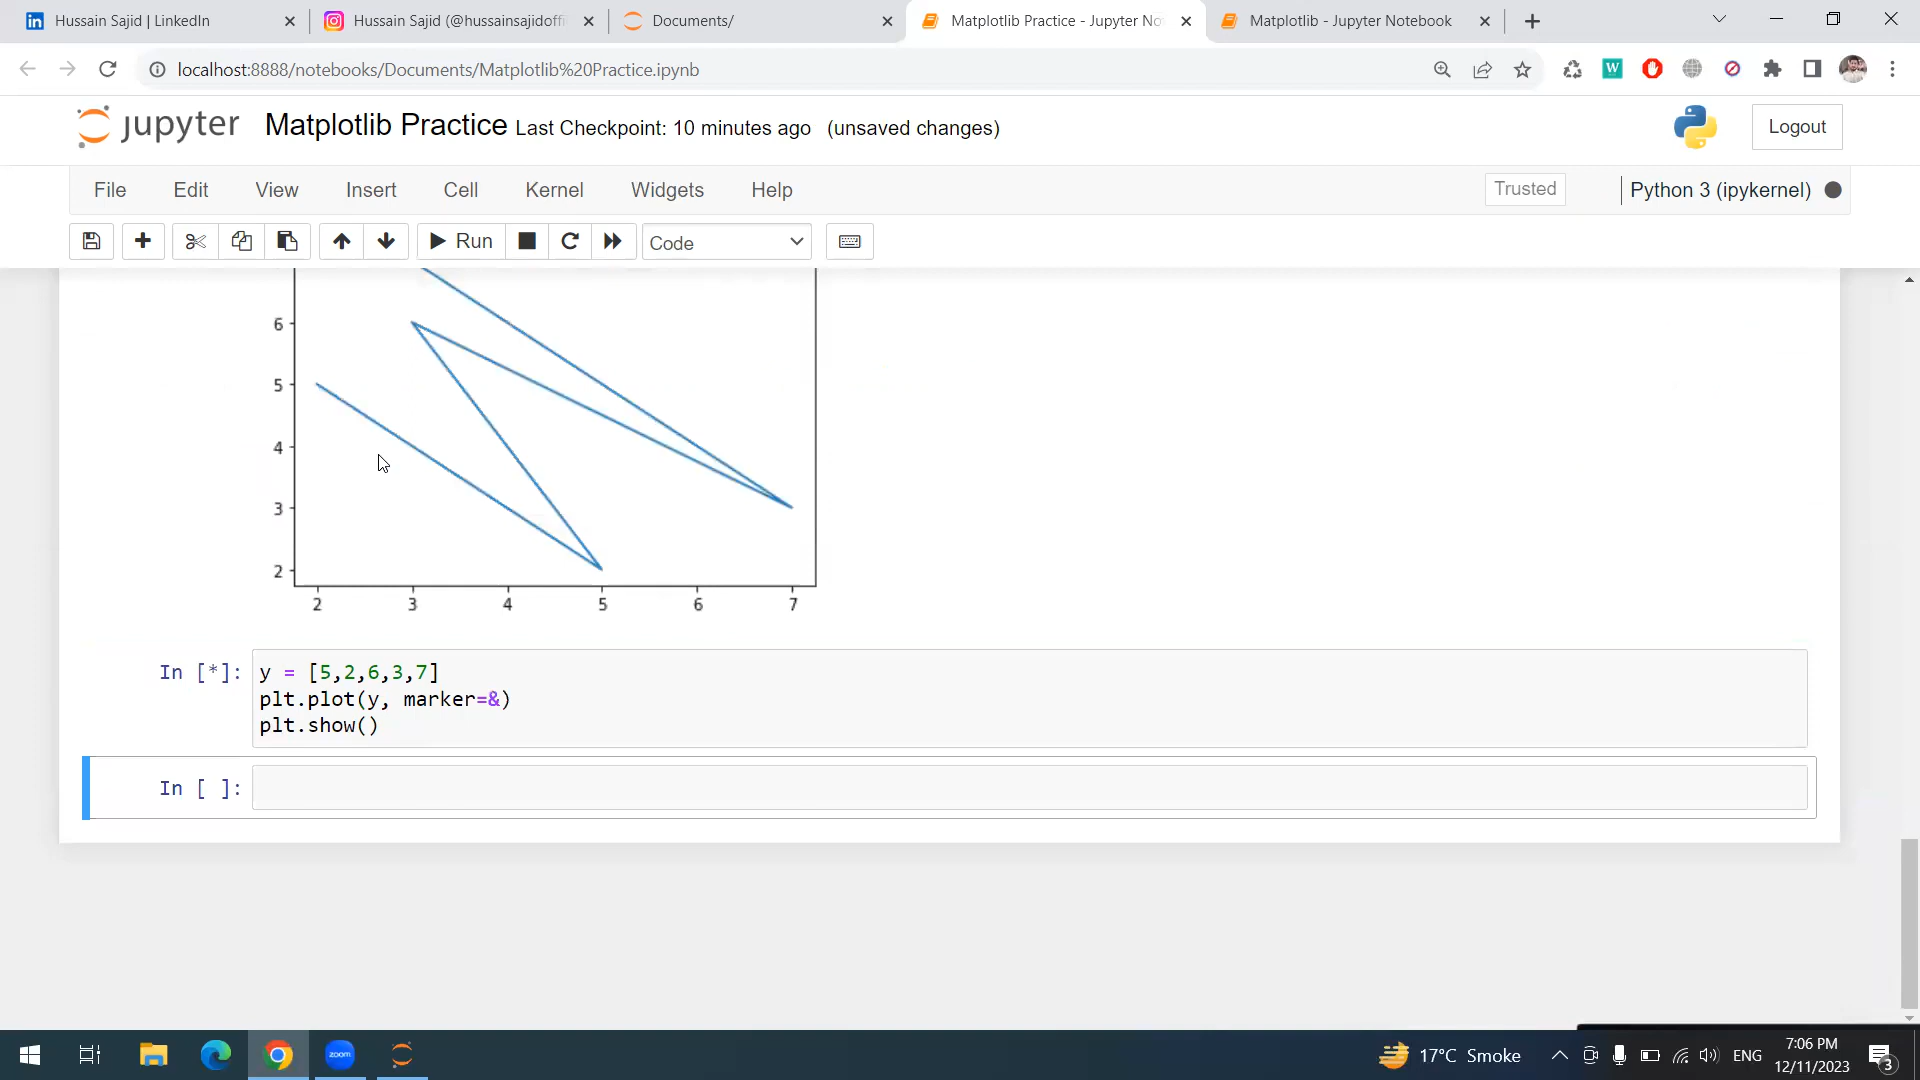 Hussain Sajid | LinkedIn
Hussain Sajid (@hussainsajidoffi
Documents/
Matplotlib Practice - Jupyter No
Matplotlib - Jupyter Notebook
localhost:8888/notebooks/Documents/Matplotlib%20Practice.ipynb
jupyter Matplotlib Practice Last Checkpoint: 10 minutes ago (unsaved changes)
Logout
File Edit View Insert Cell Kernel Widgets Help
Trusted
Python 3 (ipykernel)
Run
Code
6
5
4
3
2
2 3 4 5 6 7
In [*]:
y = [5,2,6,3,7]
plt.plot(y, marker=&)
plt.show()
In [ ]:
zoom
17°C Smoke
ENG
7:06 PM
12/11/2023
3